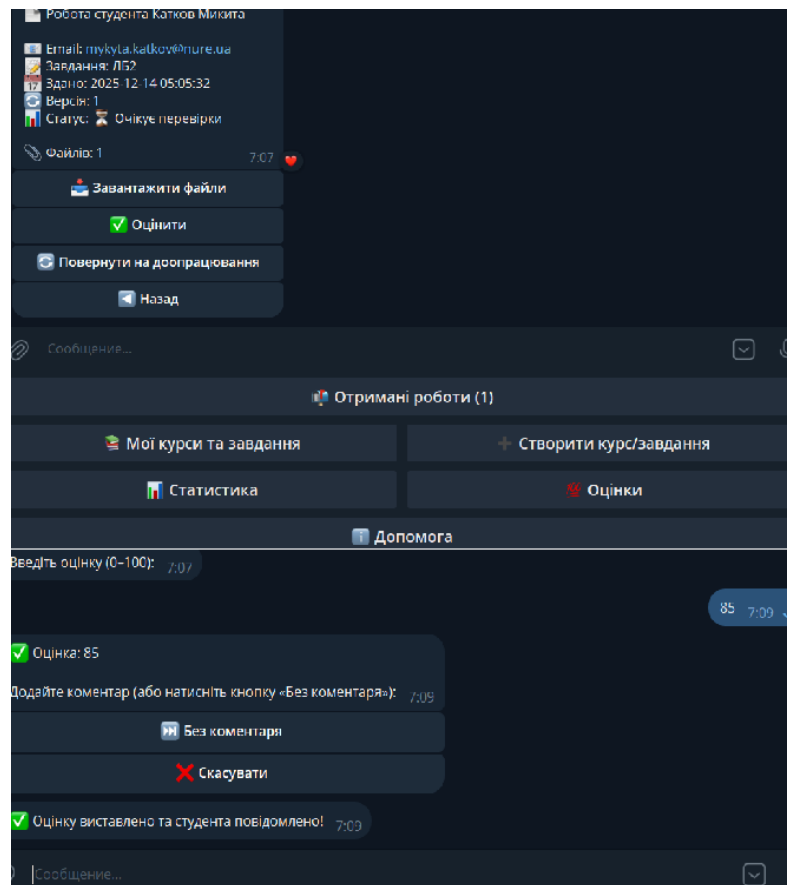 Робота студента Катков Микита
Email: mykyta.katkov@nure.ua
Завдання: ЛБ2
Здано: 2025-12-14 05:05:32
Версія: 1
Статус: ⏳ Очікує перевірки
Файлів: 1
7:07
Завантажити файли
Оцінити
Повернути на доопрацювання
Назад
Сообщение...
Отримані роботи (1)
Мої курси та завдання
Створити курс/завдання
Статистика
Оцінки
Допомога
Введіть оцінку (0–100): 7:07
85 7:09
Оцінка: 85
Додайте коментар (або натисніть кнопку «Без коментаря»): 7:09
Без коментаря
Скасувати
Оцінку виставлено та студента повідомлено! 7:09
Сообщение...